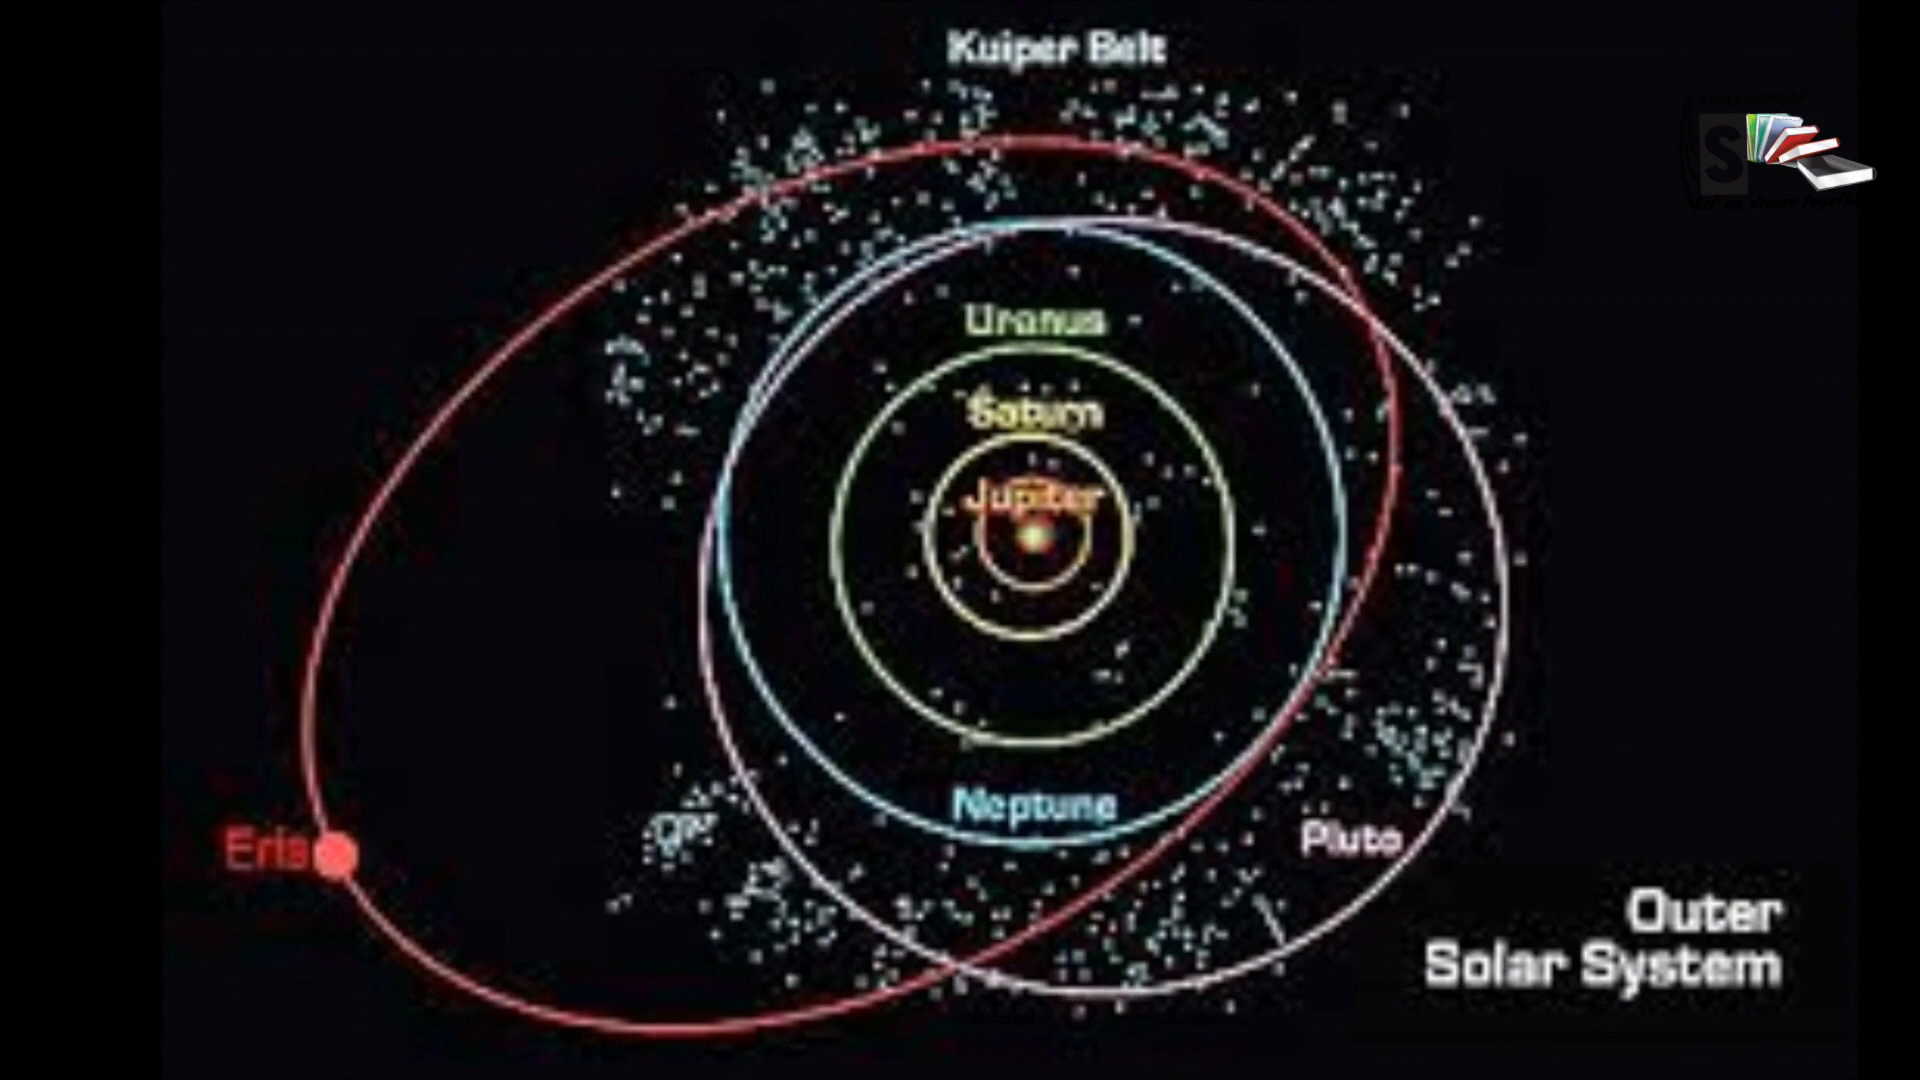 Kuiper Belt
S
Uranus
Saturn
Jupiter
Neptune
Eris
Pluto
Outer
Solar System